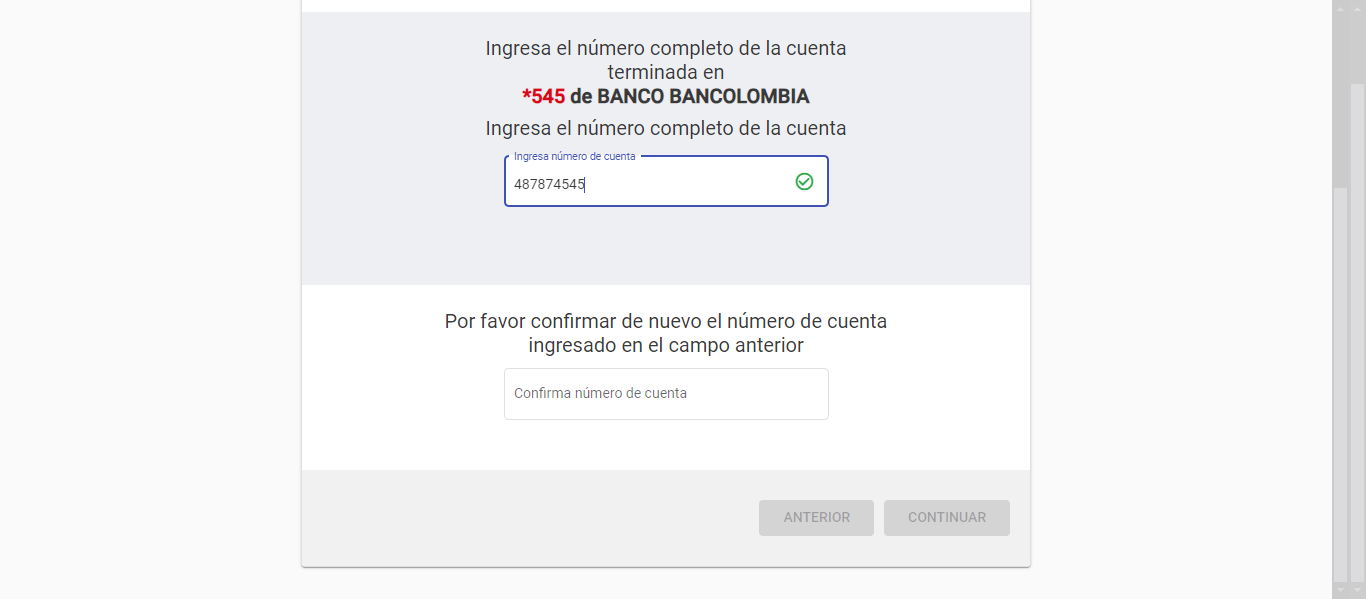 Ingresa el número completo de la cuenta
terminada en
*545 de BANCO BANCOLOMBIA
Ingresa el número completo de la cuenta
Ingresa número de cuenta
487874545
Por favor confirmar de nuevo el número de cuenta
ingresado en el campo anterior
Confirma número de cuenta
ANTERIOR
CONTINUAR